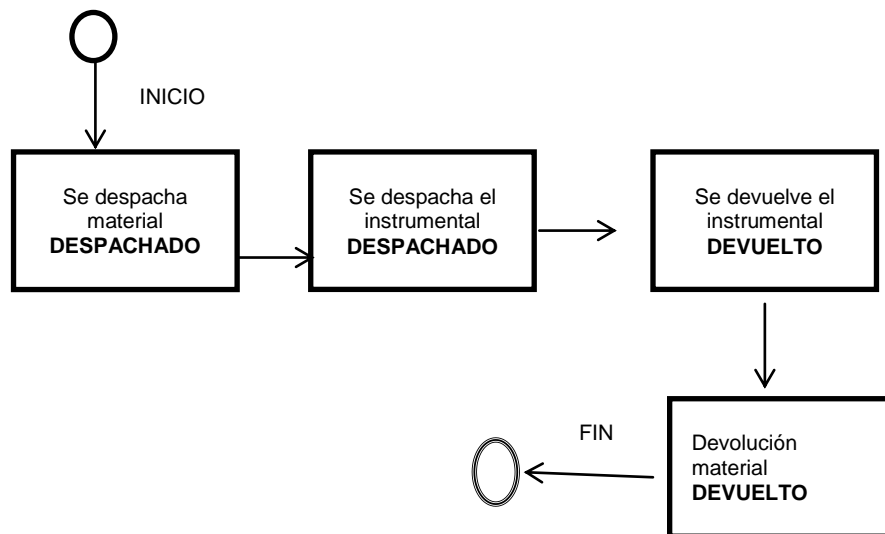 INICIO
Se despacha
material
DESPACHADO
Se despacha el
instrumental
DESPACHADO
Se devuelve el
instrumental
DEVUELTO
Devolución
material
DEVUELTO
FIN